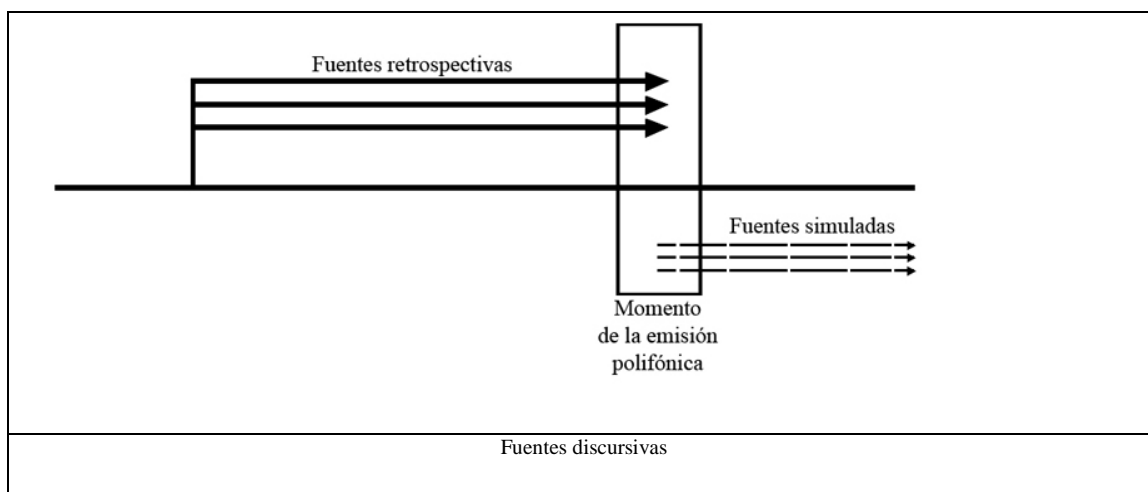 Fuentes retrospectivas
Fuentes simuladas
Momento
de la emisión
polifónica
Fuentes discursivas